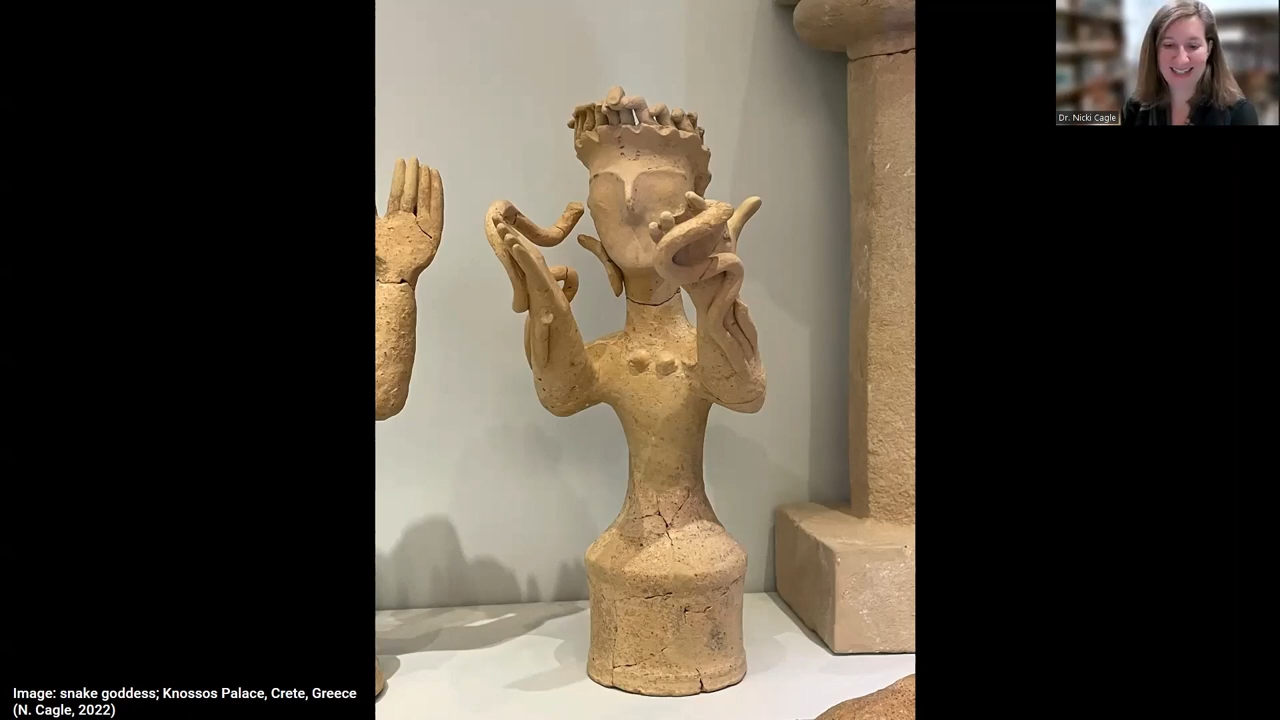 Dr. Nicki Cagle
Image: snake goddess; Knossos Palace, Crete, Greece
(N. Cagle, 2022)